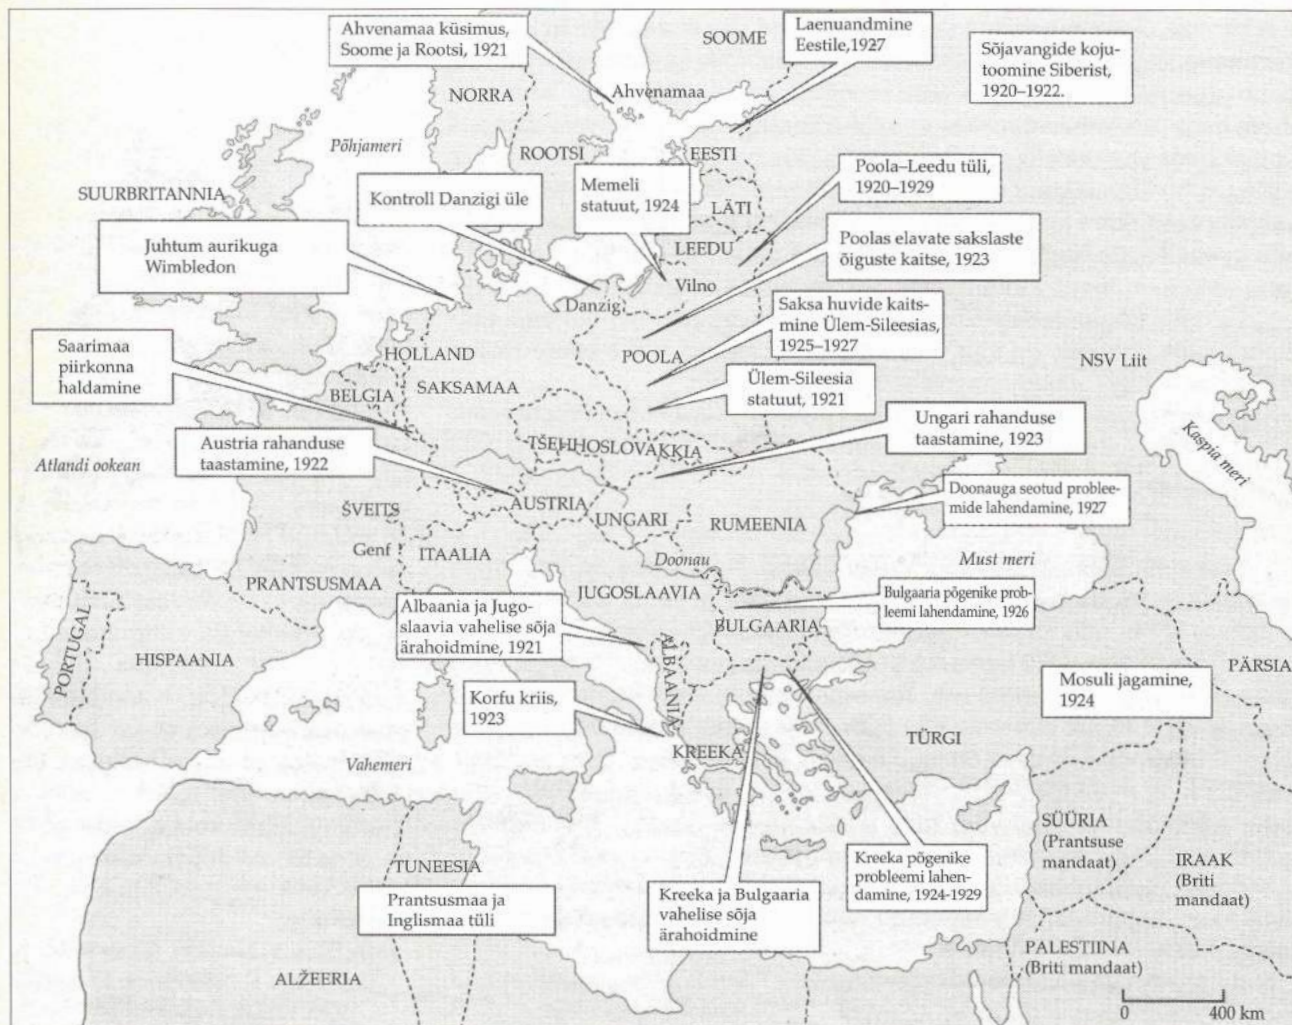 Ahvenamaa küsimus,
Soome ja Rootsi, 1921
SOOME
Laenuandmine
Eestile,1927
Sõjavangide koju-
toomine Siberist,
1920–1922.
NORRA
Ahvenamaa
Põhjameri
ROOTSI
EESTI
SUURBRITANNIA
Kontroll Danzigi üle
Memeli
statuut, 1924
Poola–Leedu tüli,
1920–1929
LÄTI
Juhtum aurikuga
Wimbledon
LEEDU
Poolas elavate sakslaste
õiguste kaitse, 1923
Vilno
Danzig
Saksa huvide kaits-
mine Ülem-Sileesias,
1925–1927
Saarimaa
piirkonna
haldamine
HOLLAND
POOLA
NSV Liit
SAKSAMAA
BELGIA
Ülem-Sileesia
statuut, 1921
Ungari rahanduse
taastamine, 1923
Austria rahanduse
taastamine, 1922
TŠEHHOSLOVAKKIA
Kaspia meri
Atlandi ookean
Doonauga seotud problee-
mide lahendamine, 1927
AUSTRIA
ŠVEITS
UNGARI
RUMEENIA
Genf
ITAALIA
Doonau
Must meri
PRANTSUSMAA
JUGOSLAAVIA
Bulgaaria põgenike prob-
leemi lahendamine, 1926
Albaania ja Jugo-
slaavia vahelise sõja
ärahoidmine, 1921
BULGAARIA
PORTUGAL
HISPAANIA
ALBAANIA
PÄRSIA
Mosuli jagamine,
1924
Korfu kriis,
1923
KREEKA
TÜRGI
Vahemeri
SÜÜRIA
(Prantsuse
mandaat)
IRAAK
(Briti
mandaat)
TUNEESIA
Prantsusmaa ja
Inglismaa tüli
Kreeka ja Bulgaaria
vahelise sõja
ärahoidmine
Kreeka põgenike
probleemi lahen-
damine, 1924-1929
PALESTIINA
(Briti mandaat)
ALŽEERIA
0 400 km